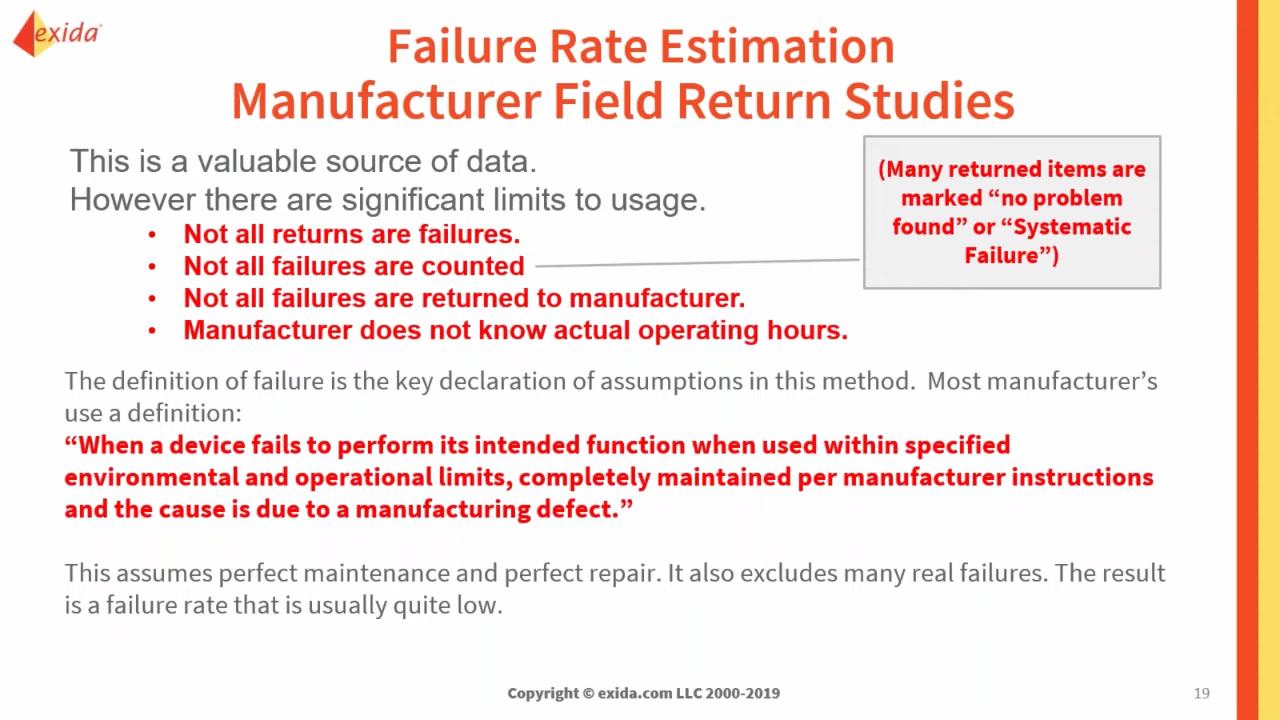 exida
Failure Rate Estimation
Manufacturer Field Return Studies
This is a valuable source of data.
However there are significant limits to usage.
• Not all returns are failures.
• Not all failures are counted
• Not all failures are returned to manufacturer.
• Manufacturer does not know actual operating hours.
(Many returned items are
marked “no problem
found” or “Systematic
Failure”)
The definition of failure is the key declaration of assumptions in this method. Most manufacturer’s
use a definition:
“When a device fails to perform its intended function when used within specified
environmental and operational limits, completely maintained per manufacturer instructions
and the cause is due to a manufacturing defect.”
This assumes perfect maintenance and perfect repair. It also excludes many real failures. The result
is a failure rate that is usually quite low.
Copyright © exida.com LLC 2000-2019
19